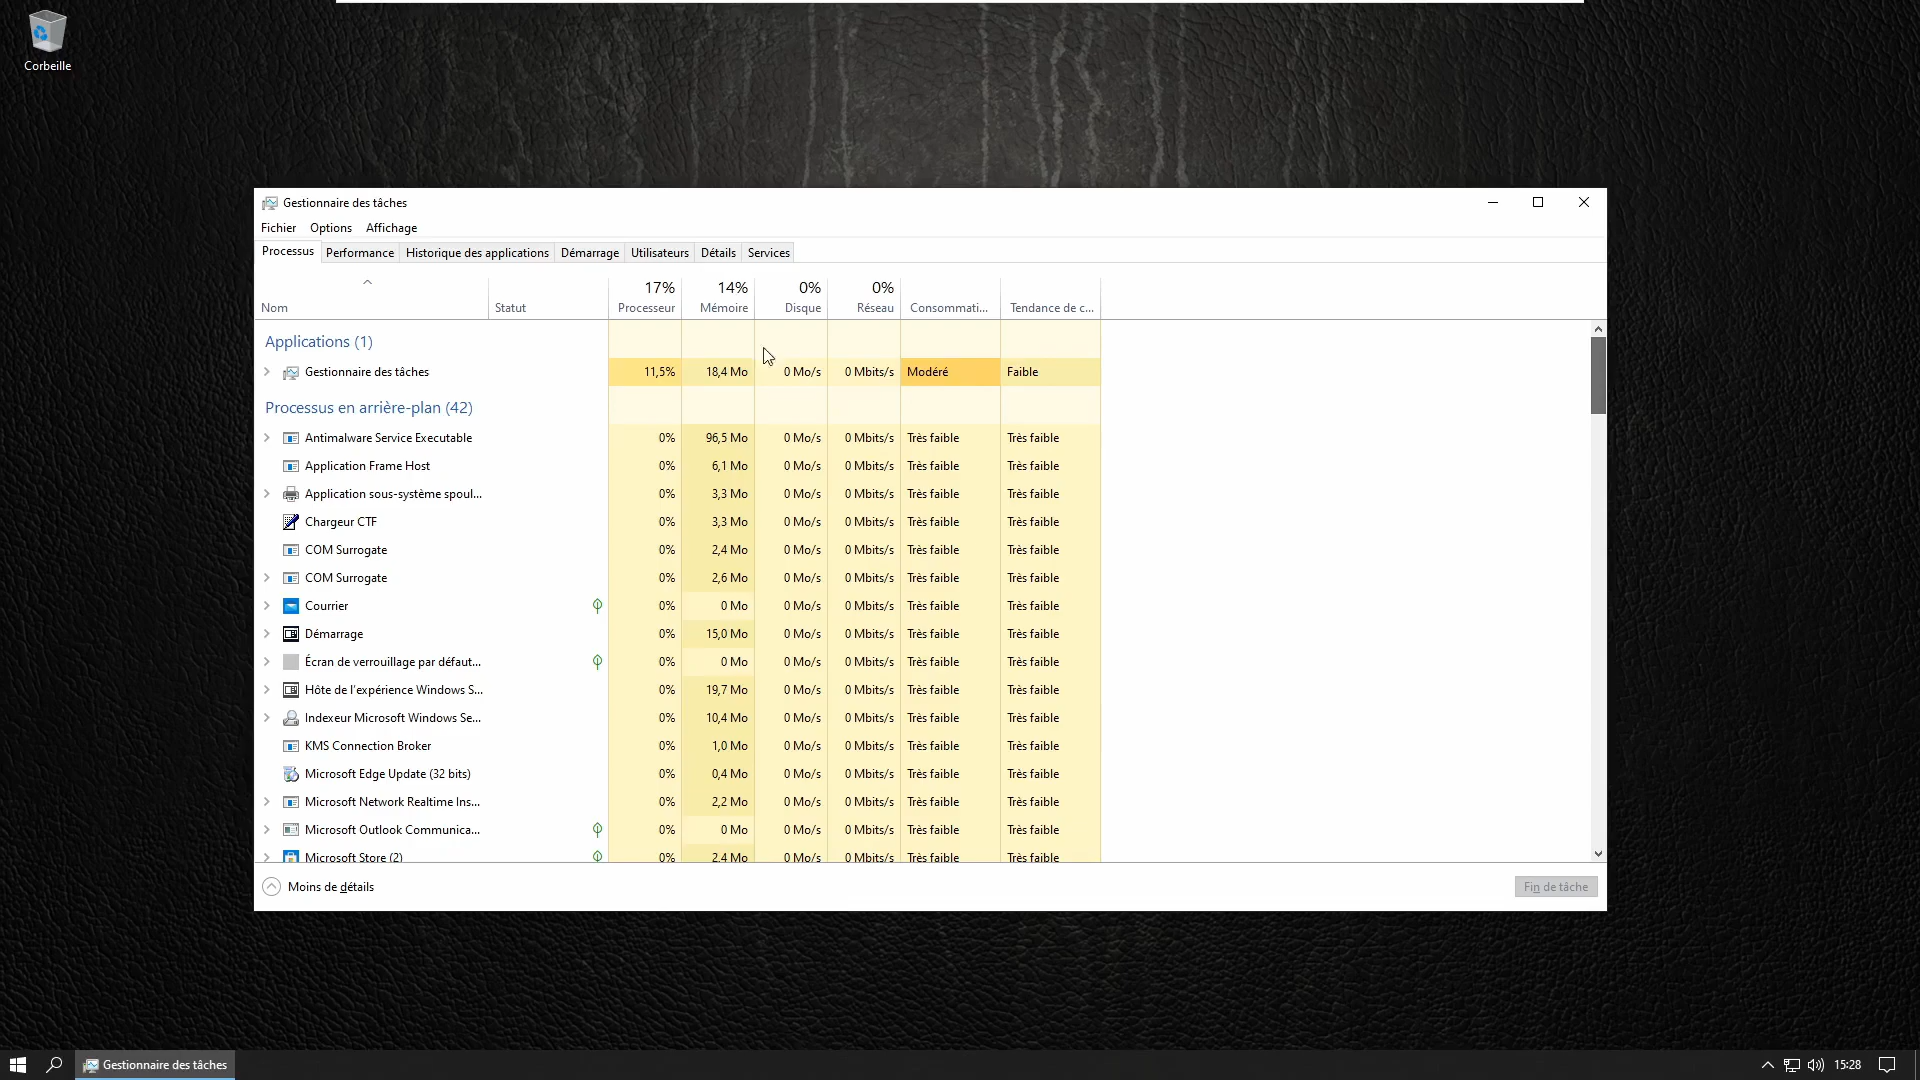 Corbeille
Gestionnaire des tâches
Fichier Options Affichage
Processus Performance Historique des applications Démarrage Utilisateurs Détails Services
17% 14% 0% 0%
Nom Statut Processeur Mémoire Disque Réseau Consommati... Tendance de c...
Applications (1)
Gestionnaire des tâches 11,5% 18,4 Mo 0 Mo/s 0 Mbits/s Modéré Faible
Processus en arrière-plan (42)
Antimalware Service Executable 0% 96,5 Mo 0 Mo/s 0 Mbits/s Très faible Très faible
Application Frame Host 0% 6,1 Mo 0 Mo/s 0 Mbits/s Très faible Très faible
Application sous-système spoul... 0% 3,3 Mo 0 Mo/s 0 Mbits/s Très faible Très faible
Chargeur CTF 0% 3,3 Mo 0 Mo/s 0 Mbits/s Très faible Très faible
COM Surrogate 0% 2,4 Mo 0 Mo/s 0 Mbits/s Très faible Très faible
COM Surrogate 0% 2,6 Mo 0 Mo/s 0 Mbits/s Très faible Très faible
Courrier 0% 0 Mo 0 Mo/s 0 Mbits/s Très faible Très faible
Démarrage 0% 15,0 Mo 0 Mo/s 0 Mbits/s Très faible Très faible
Écran de verrouillage par défaut... 0% 0 Mo 0 Mo/s 0 Mbits/s Très faible Très faible
Hôte de l'expérience Windows S... 0% 19,7 Mo 0 Mo/s 0 Mbits/s Très faible Très faible
Indexeur Microsoft Windows Se... 0% 10,4 Mo 0 Mo/s 0 Mbits/s Très faible Très faible
KMS Connection Broker 0% 1,0 Mo 0 Mo/s 0 Mbits/s Très faible Très faible
Microsoft Edge Update (32 bits) 0% 0,4 Mo 0 Mo/s 0 Mbits/s Très faible Très faible
Microsoft Network Realtime Ins... 0% 2,2 Mo 0 Mo/s 0 Mbits/s Très faible Très faible
Microsoft Outlook Communica... 0% 0 Mo 0 Mo/s 0 Mbits/s Très faible Très faible
Microsoft Store (2) 0% 2,4 Mo 0 Mo/s 0 Mbits/s Très faible Très faible
Moins de détails Fin de tâche
Gestionnaire des tâches 15:28